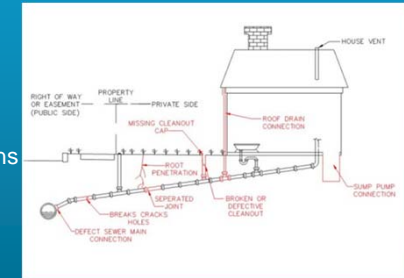 HOUSE VENT
RIGHT OF WAY
OR EASEMENT
(PUBLIC SIDE)
PROPERTY
LINE
PRIVATE SIDE
MISSING CLEANOUT
CAP
ROOF DRAIN
CONNECTION
ns
ROOT
PENETRATION
SEPERATED
JOINT
BROKEN OR
DEFECTIVE
CLEANOUT
SUMP PUMP
CONNECTION
BREAKS CRACKS
HOLES
DEFECT SEWER MAIN
CONNECTION